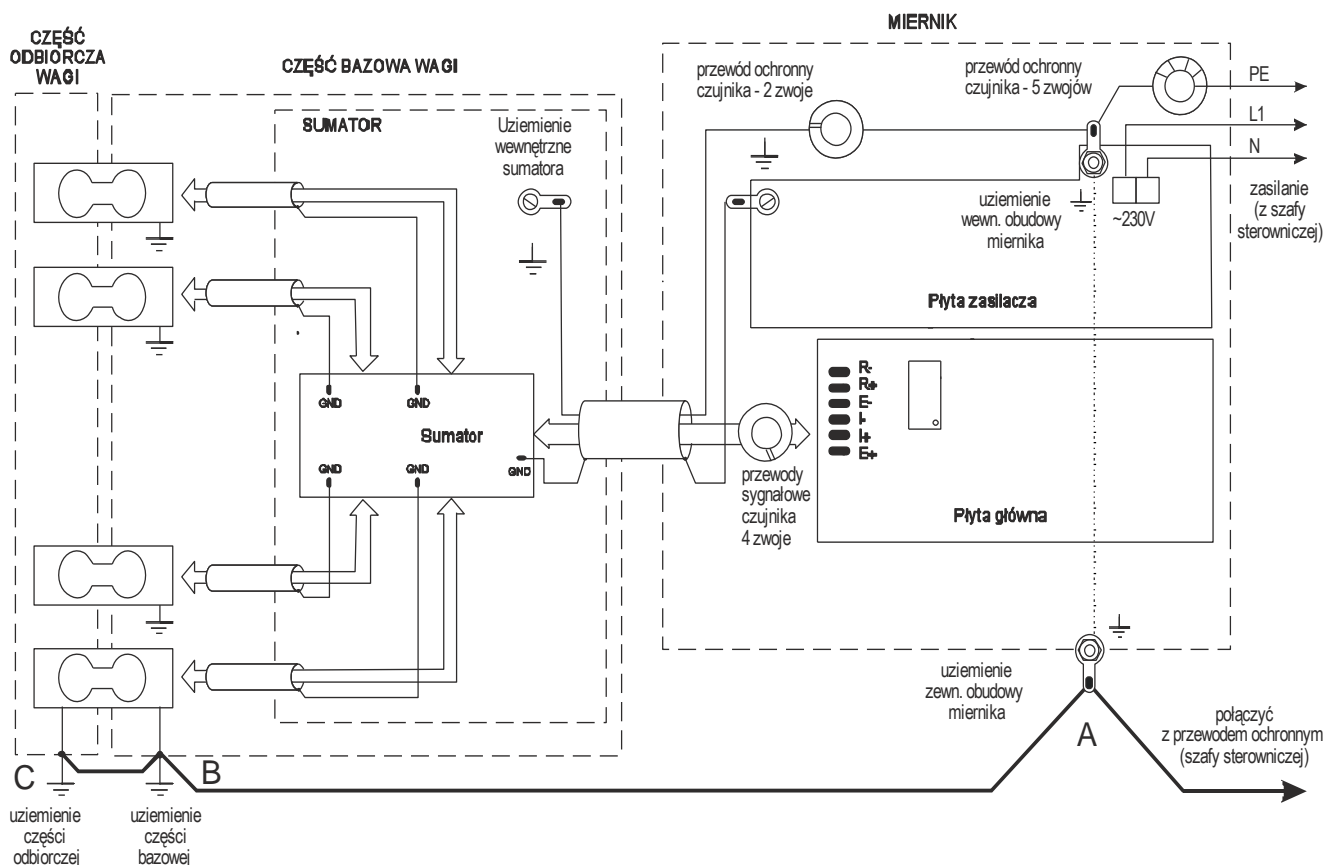 MIERNIK
CZĘŚĆ
ODBIORCZA
WAGI
CZĘŚĆ BAZOWA WAGI
SUMATOR
Uziemienie
wewnętrzne
sumatora
przewód ochronny
czujnika - 2 zwoje
przewód ochronny
czujnika - 5 zwojów
PE
L1
N
zasilanie
(z szafy
sterowniczej)
~230V
uziemienie
wewn. obudowy
miernika
Płyta zasilacza
R-
R+
E-
I-
I+
E+
Płyta główna
GND
GND
Sumator
GND
GND
GND
przewody
sygnałowe
czujnika
4 zwoje
uziemienie
zewn. obudowy
miernika
A
połączyć
z przewodem ochronnym
(szafy sterowniczej)
C
B
uziemienie
części
odbiorczej
uziemienie
części
bazowej